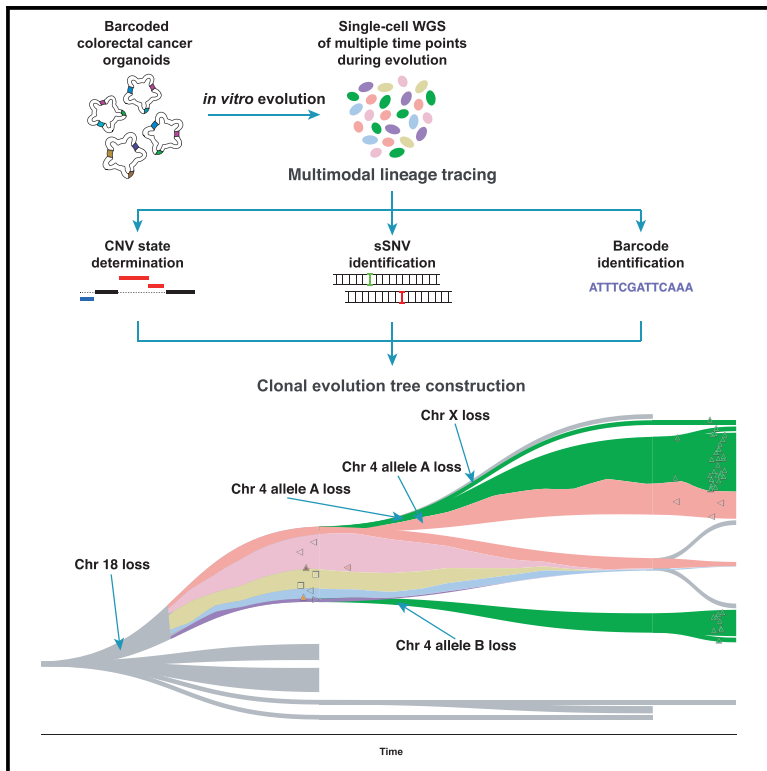 Barcoded
colorectal cancer
organoids
in vitro evolution
Single-cell WGS
of multiple time points
during evolution
Multimodal lineage tracing
CNV state
determination
sSNV
identification
Barcode
identification
ATTTCGATTCAAA
Clonal evolution tree construction
Chr X loss
Chr 4 allele A loss
Chr 4 allele A loss
Chr 18 loss
Chr 4 allele B loss
Time